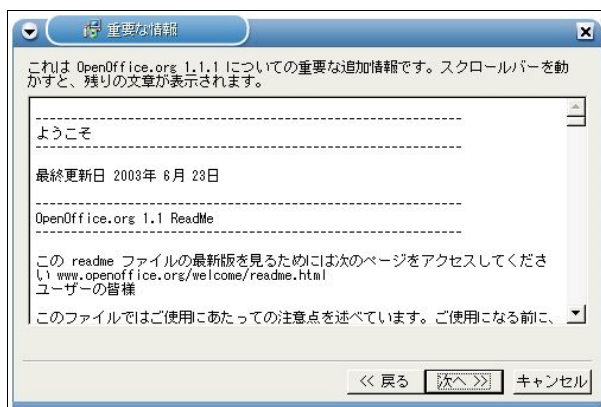 重要な情報
これは OpenOffice.org 1.1.1 についての重要な追加情報です。スクロールバーを動
かすと、残りの文章が表示されます。
------------------------------------------------------------
ようこそ
------------------------------------------------------------
最終更新日 2003年 6月 23日
------------------------------------------------------------
OpenOffice.org 1.1 ReadMe
------------------------------------------------------------
この readme ファイルの最新版を見るためには次のページをアクセスしてくださ
い www.openoffice.org/welcome/readme.html
ユーザーの皆様
このファイルではご使用にあたっての注意点を述べています。ご使用になる前に、
<< 戻る 次へ >> キャンセル